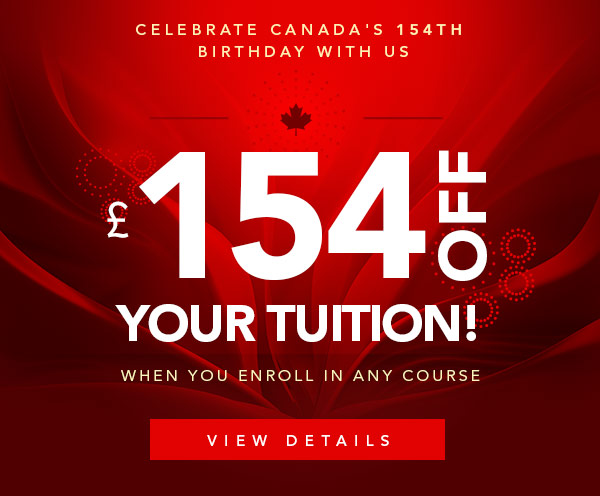 CELEBRATE CANADA'S 154TH
BIRTHDAY WITH US
£154 OFF
YOUR TUITION!
WHEN YOU ENROLL IN ANY COURSE
VIEW DETAILS